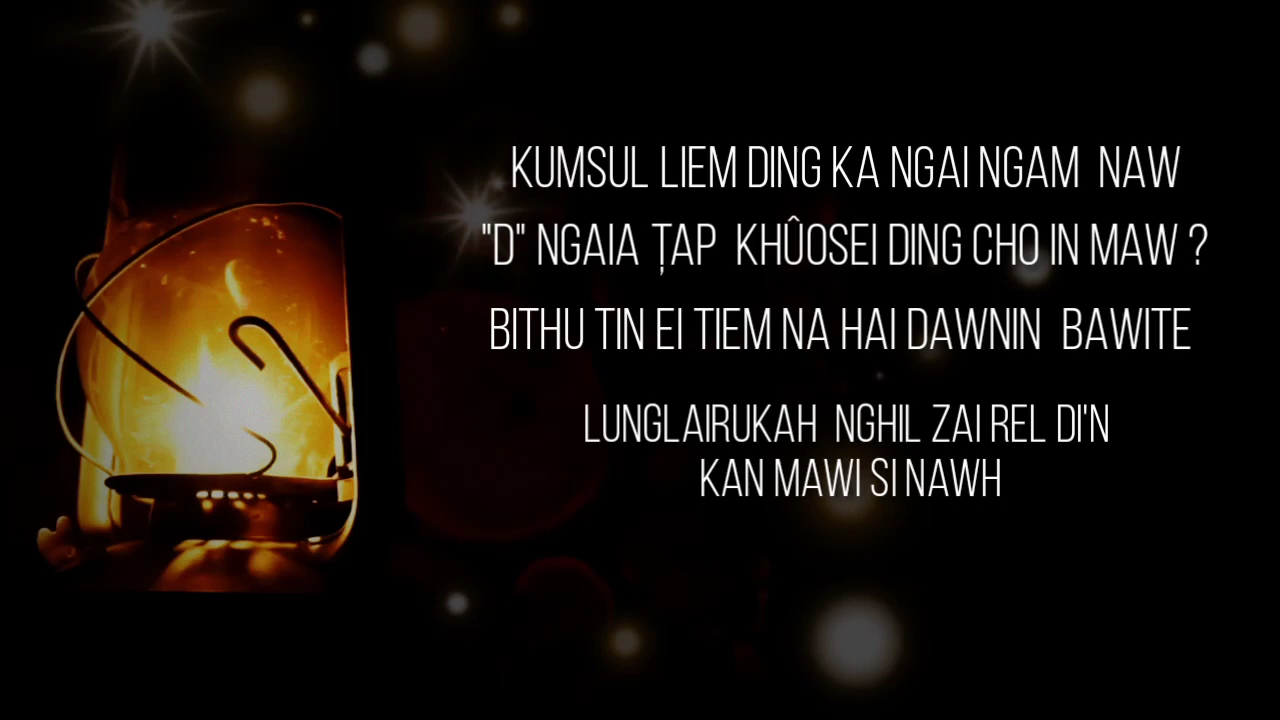 KUMSUL LIEM DING KA NGAI NGAM NAW
"D" NGAIA ṬAP KHÛOSEI DING CHO IN MAW ?
BITHU TIN EI TIEM NA HAI DAWNIN BAWITE
LUNGLAIRUKAH NGHIL ZAI REL DI'N
KAN MAWI SI NAWH